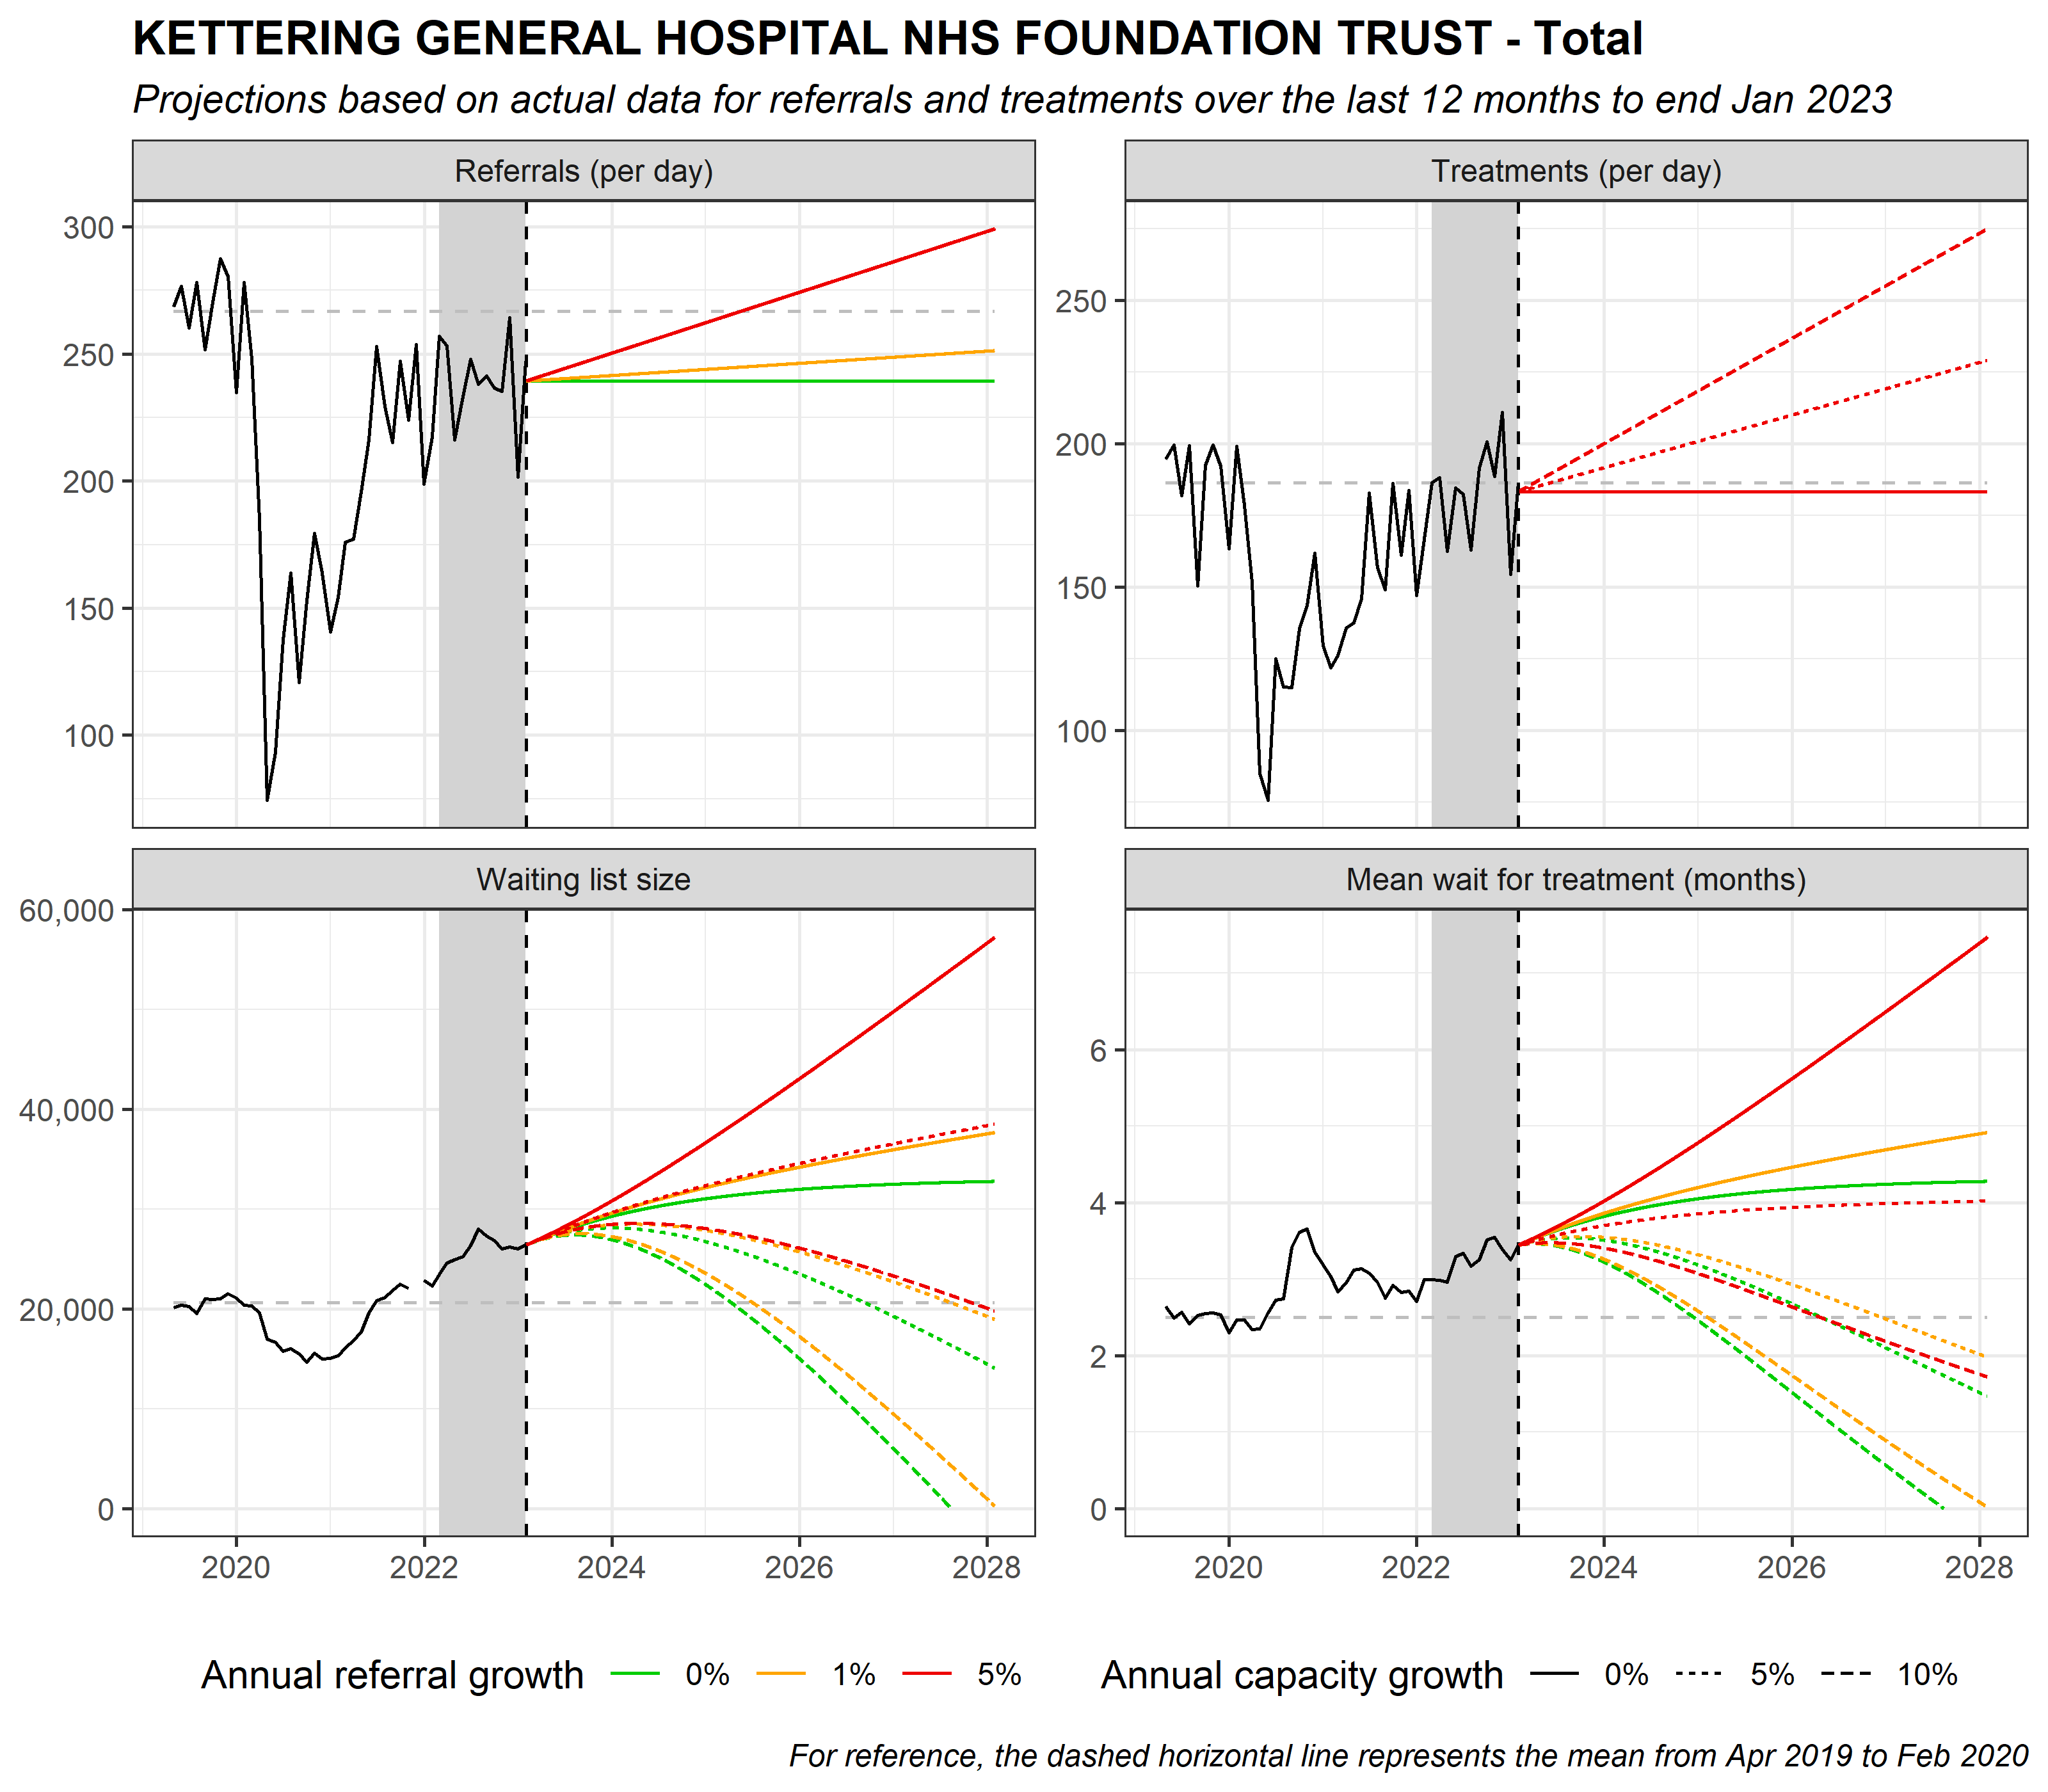 KETTERING GENERAL HOSPITAL NHS FOUNDATION TRUST - Total
Projections based on actual data for referrals and treatments over the last 12 months to end Jan 2023
Referrals (per day)
300
250
200
150
100
Treatments (per day)
250
200
150
100
Waiting list size
60,000
40,000
20,000
0
2020 2022 2024 2026 2028
Mean wait for treatment (months)
6
4
2
0
2020 2022 2024 2026 2028
Annual referral growth 0% 1% 5%
Annual capacity growth 0% 5% 10%
For reference, the dashed horizontal line represents the mean from Apr 2019 to Feb 2020